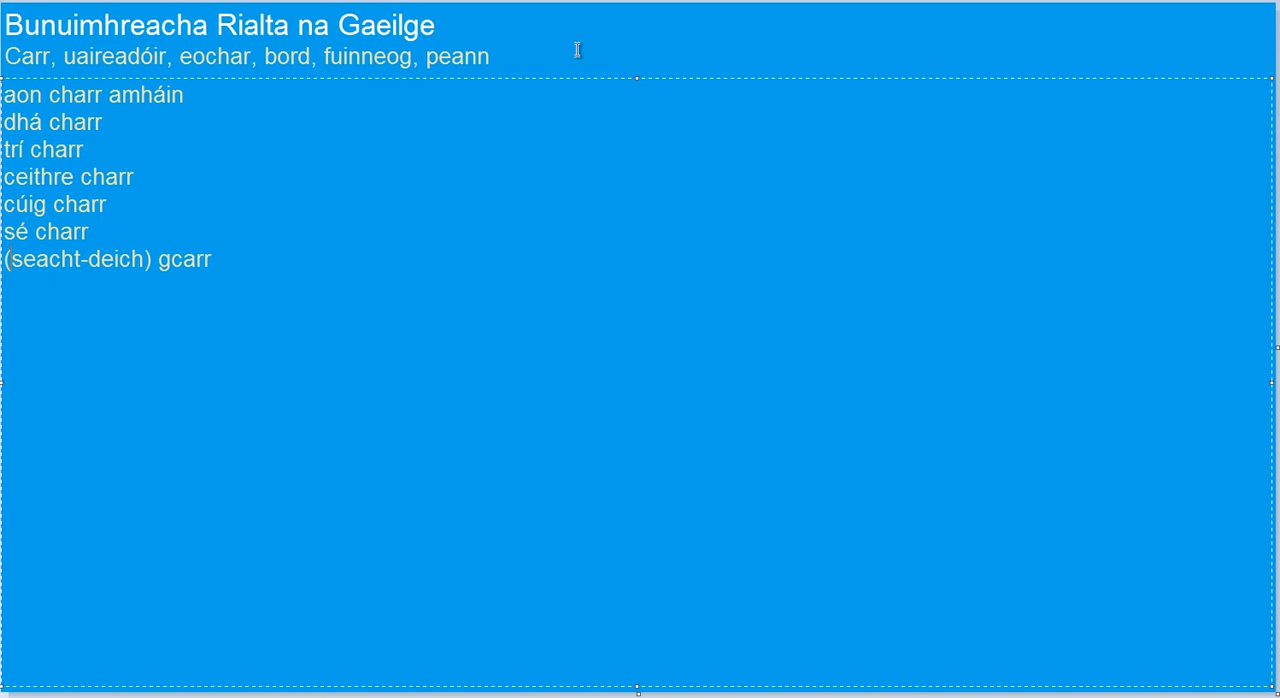 Bunuimhreacha Rialta na Gaeilge
Carr, uaireadóir, eochar, bord, fuinneog, peann
aon charr amháin
dhá charr
trí charr
ceithre charr
cúig charr
sé charr
(seacht-deich) gcarr